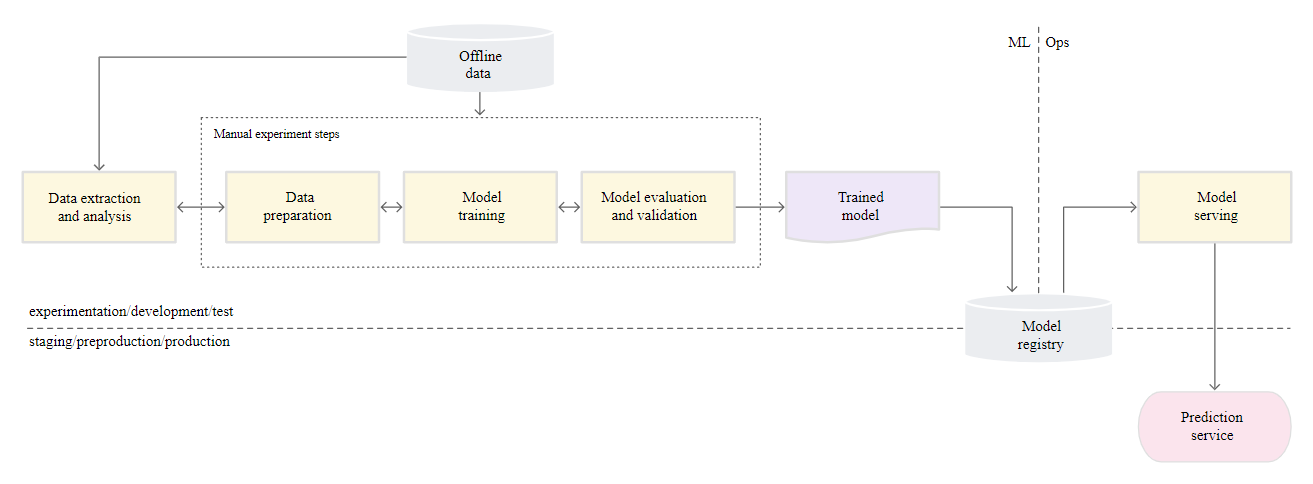 Offline
data
ML
Ops
Manual experiment steps
Data extraction
and analysis
Data
preparation
Model
training
Model evaluation
and validation
Trained
model
Model
serving
experimentation/development/test
staging/preproduction/production
Model
registry
Prediction
service